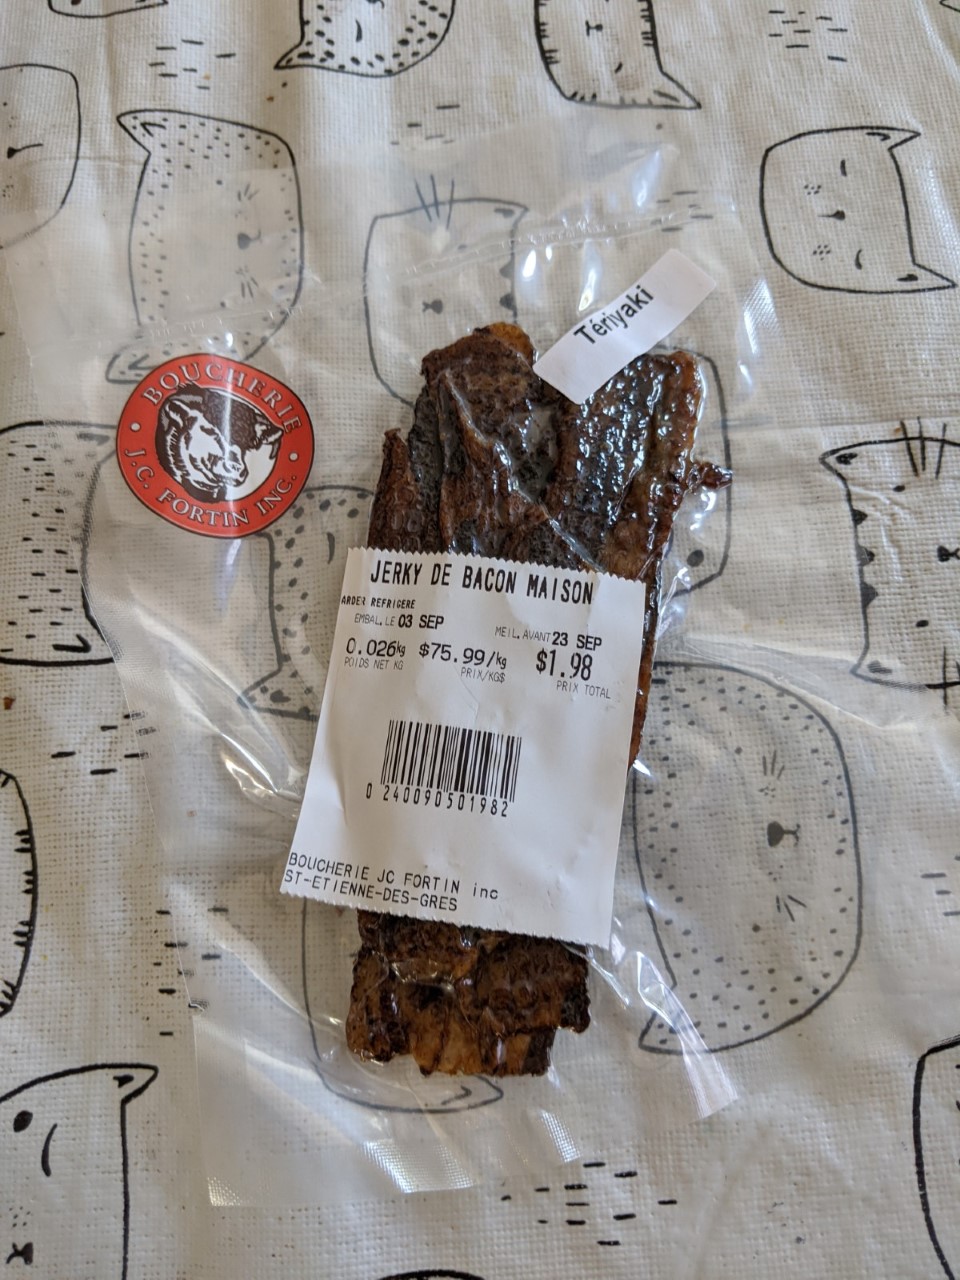 Tériyaki
BOUCHERIE
J.C. FORTIN INC.
JERKY DE BACON MAISON
ARDER REFRIGERE
EMBAL. LE 03 SEP
MEIL. AVANT 23 SEP
0.026kg $75.99/kg $1.98
POIDS NET KG PRIX/KG$ PRIX TOTAL
0 240090501982
BOUCHERIE JC FORTIN inc
ST-ETIENNE-DES-GRES